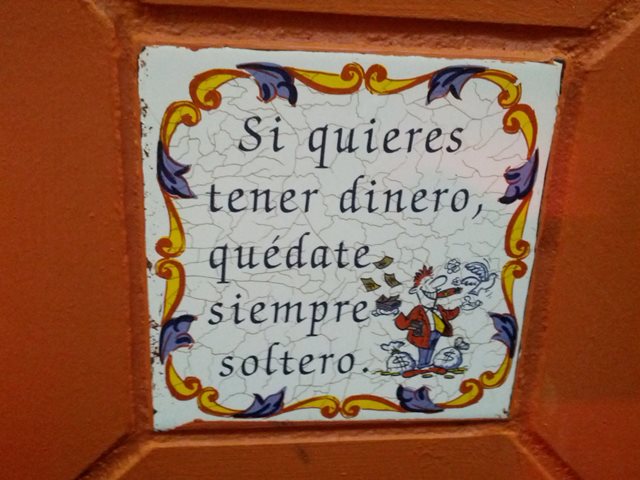 Si quieres
tener dinero,
quédate
siempre
soltero.